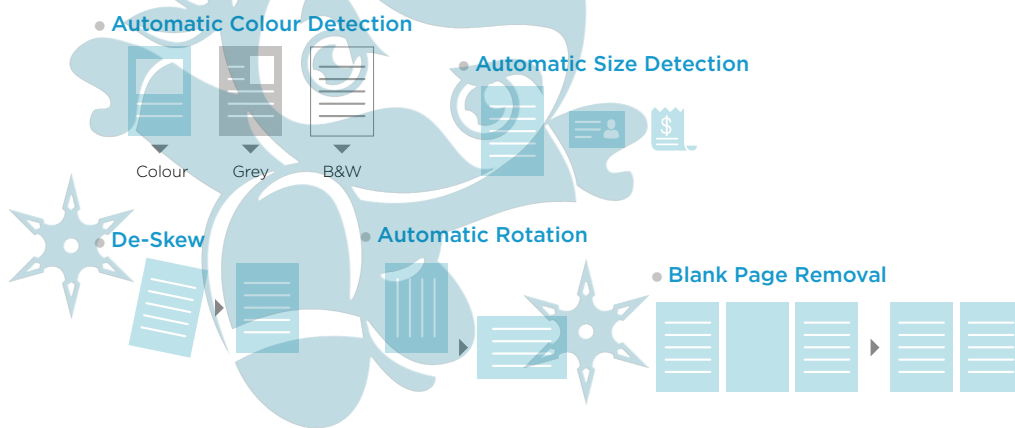 Automatic Colour Detection
Automatic Size Detection
$
Colour
Grey
B&W
De-Skew
Automatic Rotation
Blank Page Removal